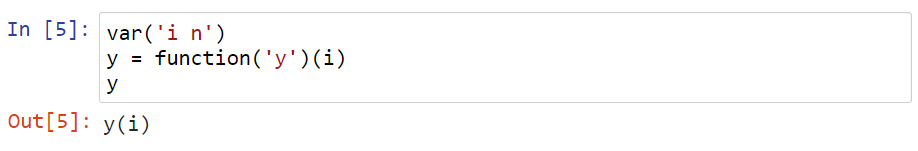 In [5]: var('i n')
y = function('y')(i)
y
Out[5]: y(i)